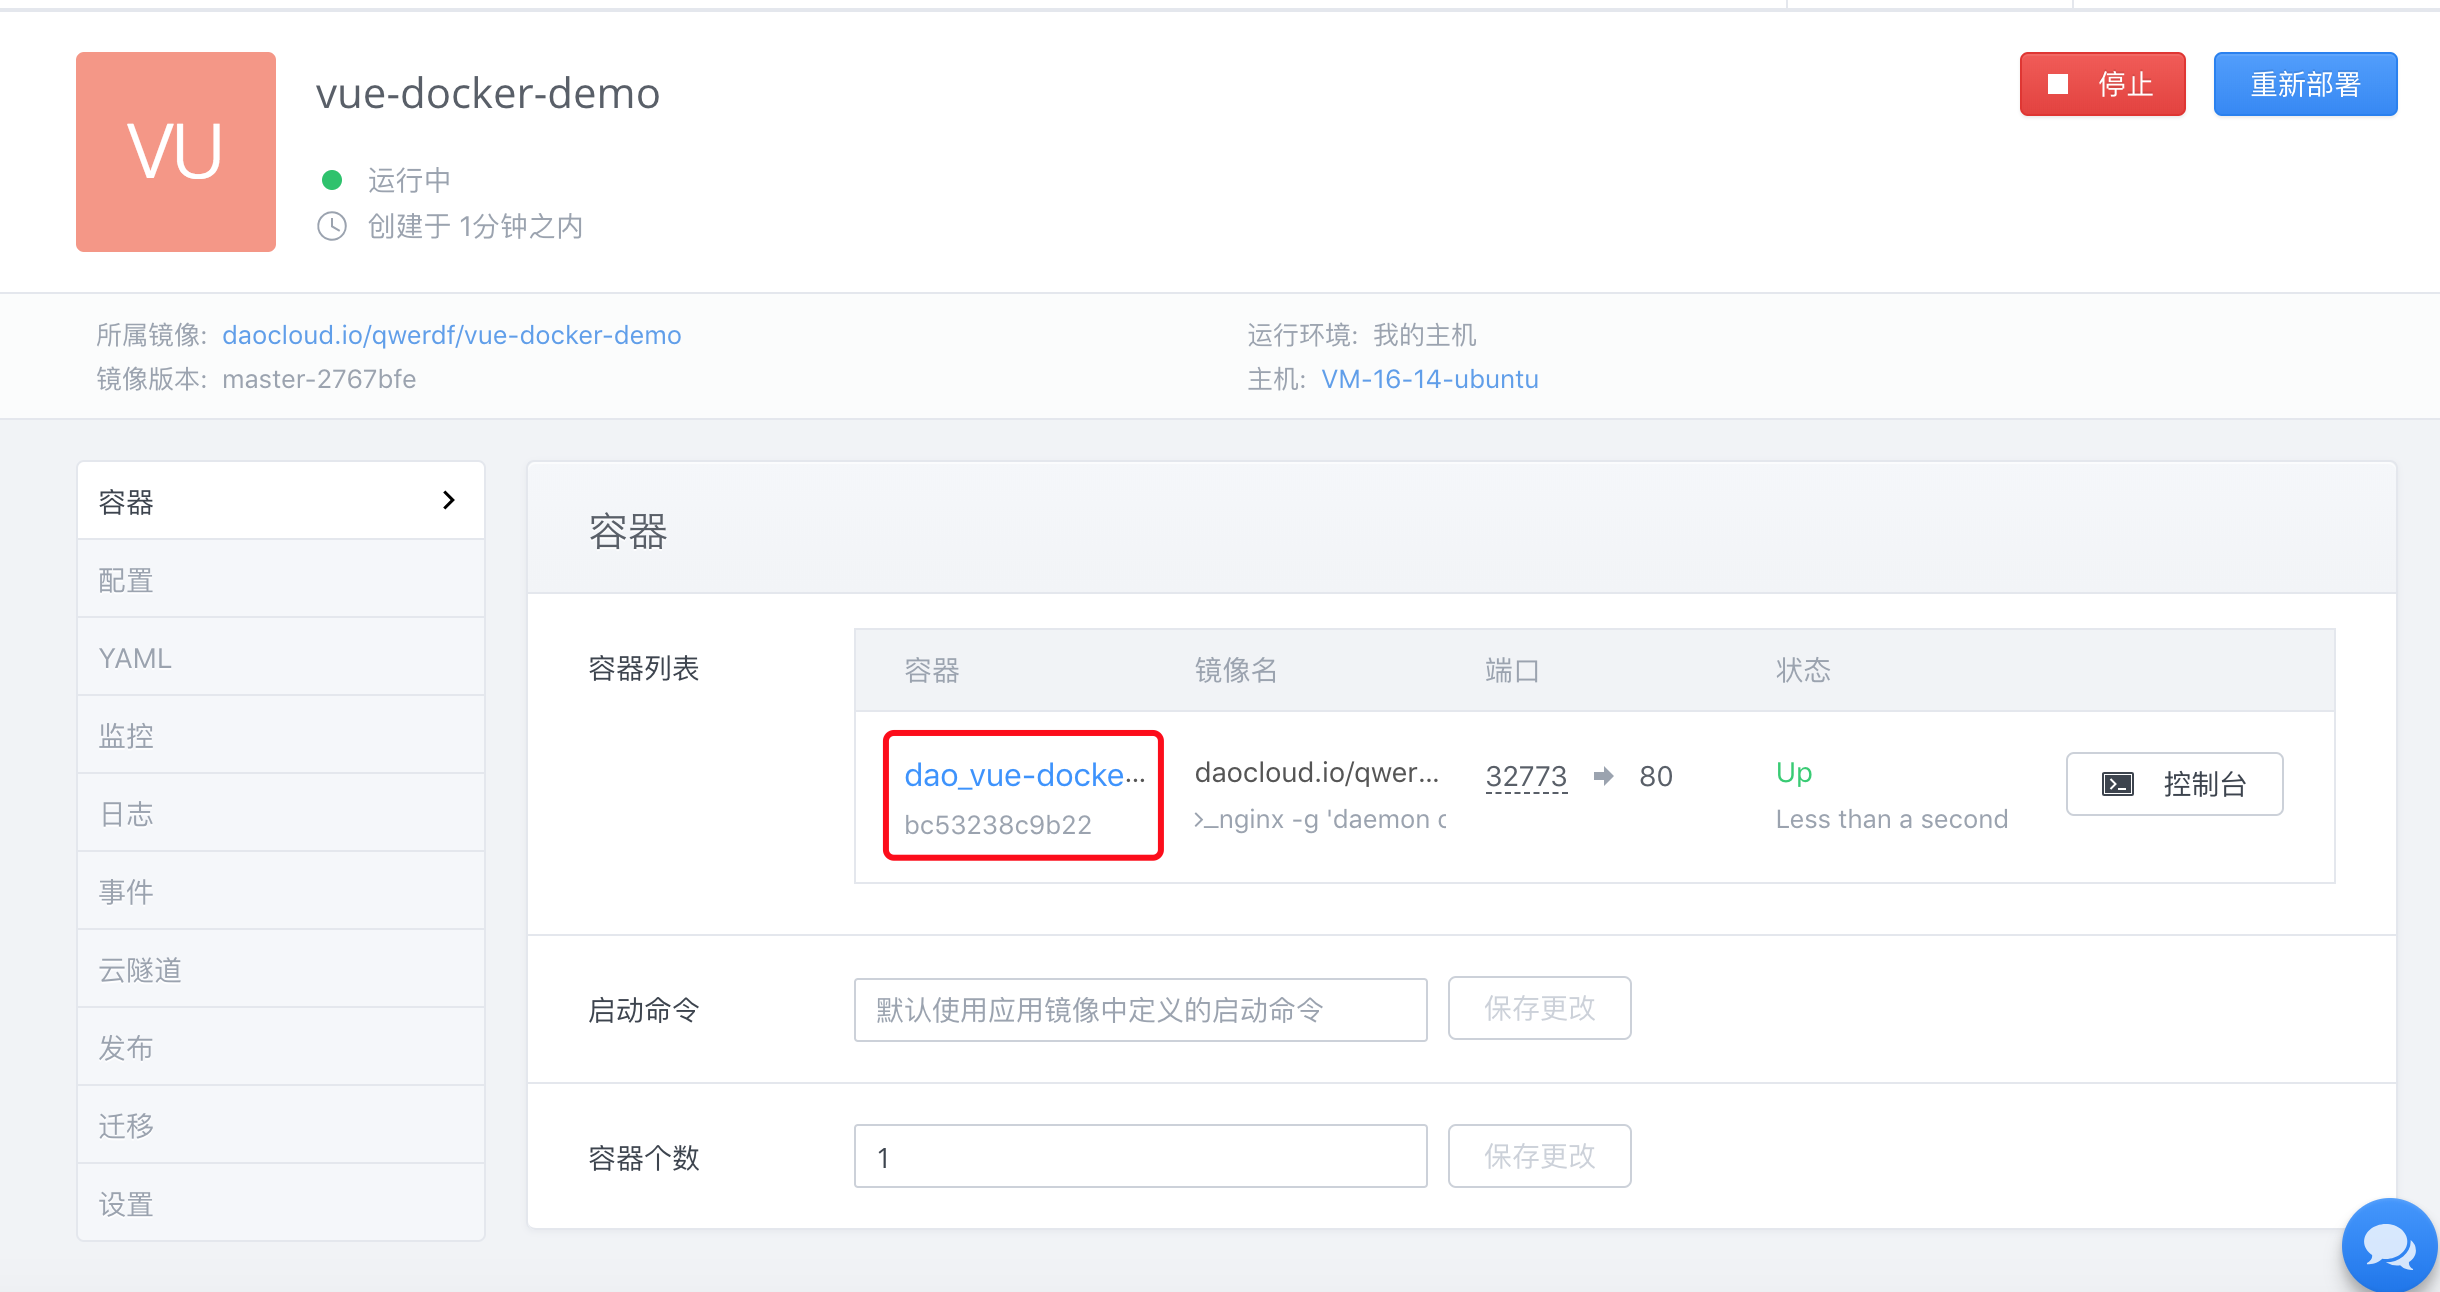 VU
vue-docker-demo
运行中
创建于 1分钟之内
停止
重新部署
所属镜像: daocloud.io/qwerdf/vue-docker-demo
镜像版本: master-2767bfe
运行环境: 我的主机
主机: VM-16-14-ubuntu
容器
配置
YAML
监控
日志
事件
云隧道
发布
迁移
设置
容器
容器列表
容器 镜像名 端口 状态
dao_vue-docke... daocloud.io/qwer... 32773 80 Up 控制台
bc53238c9b22 >_nginx -g 'daemon Less than a second
启动命令 默认使用应用镜像中定义的启动命令 保存更改
容器个数 1 保存更改